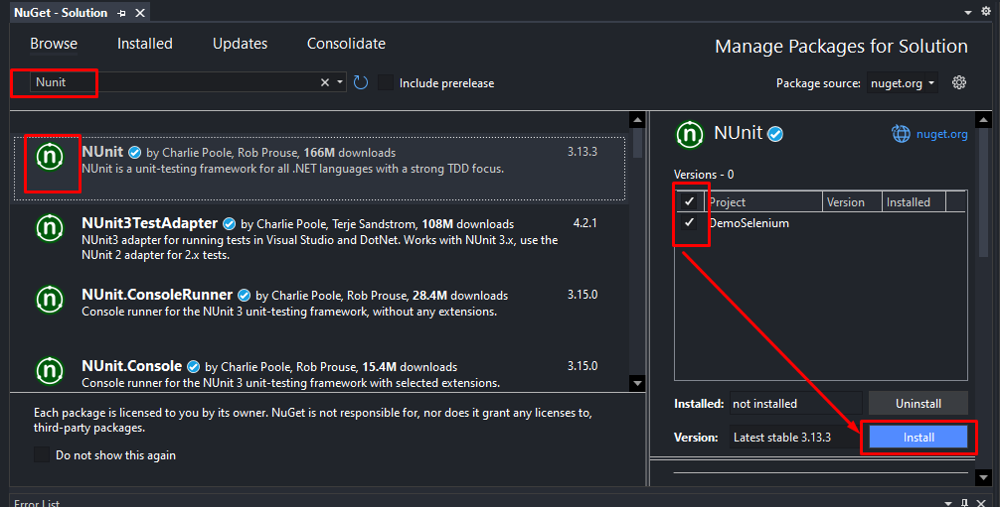 NuGet - Solution
Browse Installed Updates Consolidate
Manage Packages for Solution
Nunit
Include prerelease
Package source: nuget.org
NUnit by Charlie Poole, Rob Prouse, 166M downloads 3.13.3
NUnit is a unit-testing framework for all .NET languages with a strong TDD focus.
NUnit3TestAdapter by Charlie Poole, Terje Sandstrom, 108M downloads 4.2.1
NUnit3 adapter for running tests in Visual Studio and DotNet. Works with NUnit 3.x, use the
NUnit 2 adapter for 2.x tests.
NUnit.ConsoleRunner by Charlie Poole, Rob Prouse, 28.4M downloads 3.15.0
Console runner for the NUnit 3 unit-testing framework, without any extensions.
NUnit.Console by Charlie Poole, Rob Prouse, 15.4M downloads 3.15.0
Console runner for the NUnit 3 unit-testing framework with selected extensions.
Each package is licensed to you by its owner. NuGet is not responsible for, nor does it grant any licenses to,
third-party packages.
Do not show this again
NUnit nuget.org
Versions - 0
Project Version Installed
DemoSelenium
Installed: not installed Uninstall
Version: Latest stable 3.13.3 Install
Error List